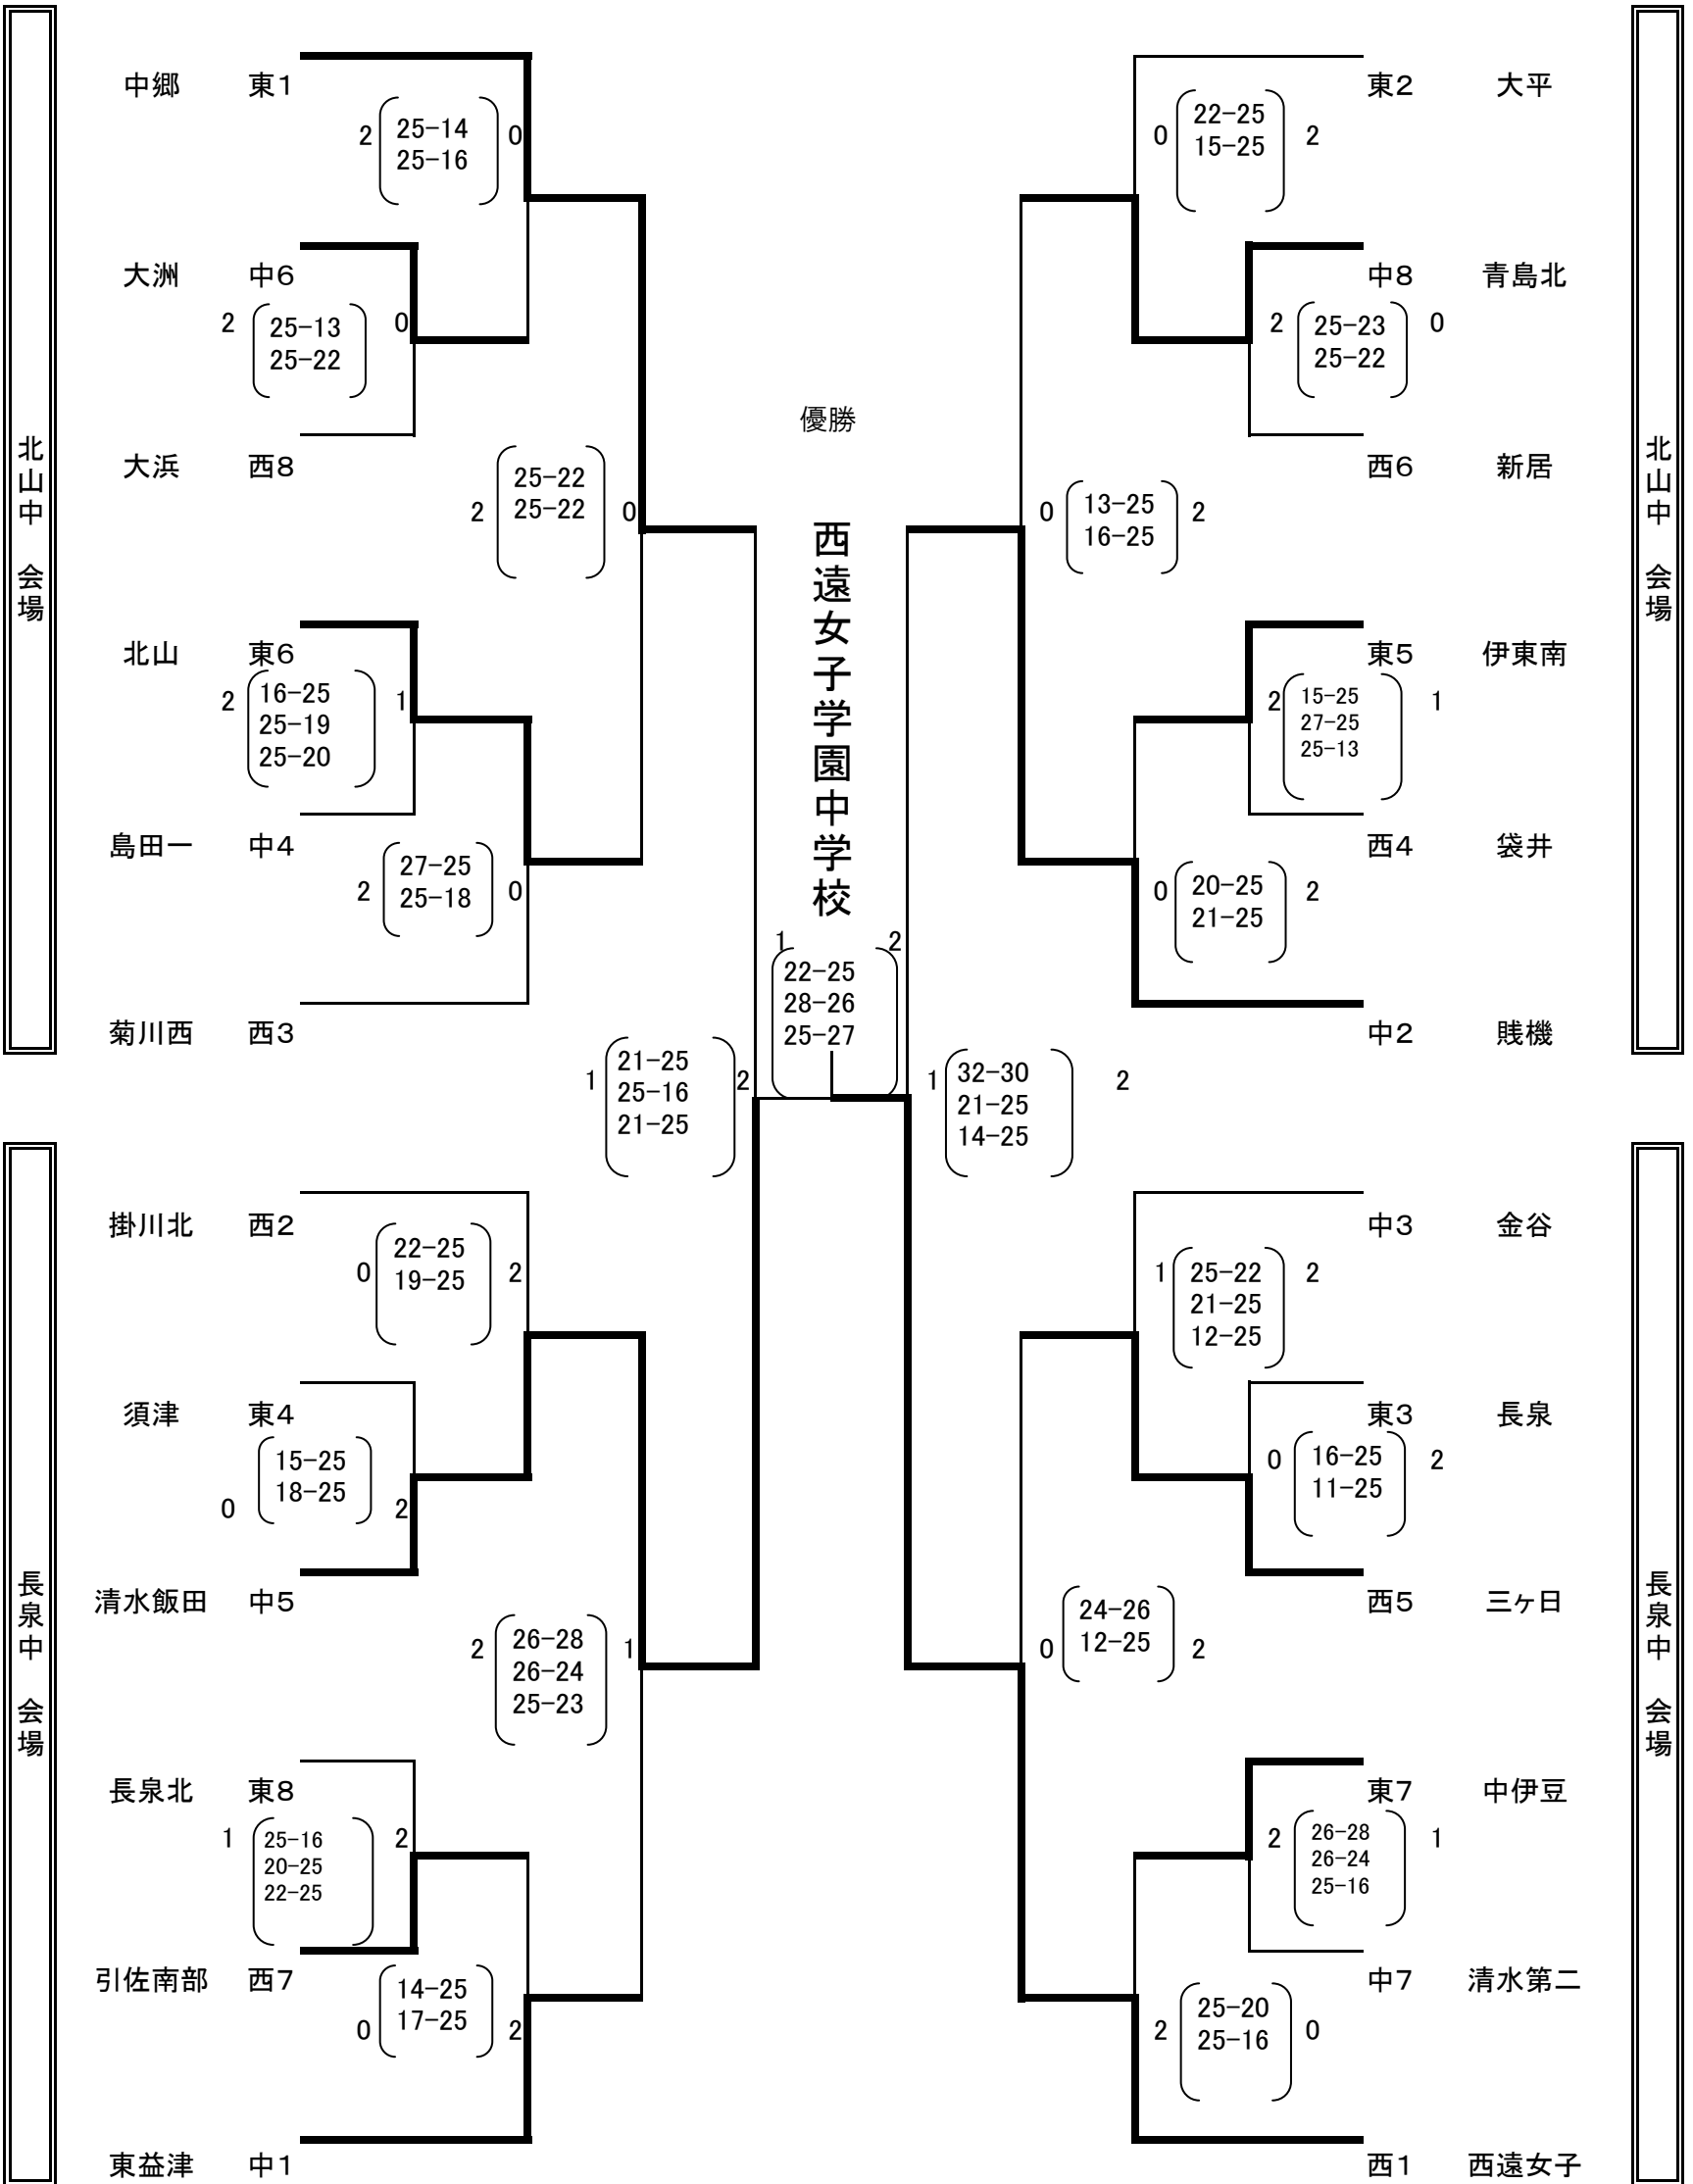 北山中　会場
中郷 東1
2 25-14 0
25-16
大洲 中6
2 25-13 0
25-22
大浜 西8
2 25-22 0
25-22
北山 東6
2 16-25 1
25-19
25-20
島田一 中4
2 27-25 0
25-18
菊川西 西3
長泉中　会場
1 21-25 2
25-16
21-25
掛川北 西2
0 22-25 2
19-25
須津 東4
0 15-25 2
18-25
清水飯田 中5
2 26-28 1
26-24
25-23
長泉北 東8
1 25-16 2
20-25
22-25
引佐南部 西7
0 14-25 2
17-25
東益津 中1
優勝
西遠女子学園中学校
1 2
22-25
28-26
25-27
北山中　会場
東2 大平
0 22-25 2
15-25
中8 青島北
2 25-23 0
25-22
西6 新居
0 13-25 2
16-25
東5 伊東南
2 15-25 1
27-25
25-13
西4 袋井
0 20-25 2
21-25
中2 賎機
1 32-30 2
21-25
14-25
長泉中　会場
中3 金谷
1 25-22 2
21-25
12-25
東3 長泉
0 16-25 2
11-25
西5 三ヶ日
0 24-26 2
12-25
東7 中伊豆
2 26-28 1
26-24
25-16
中7 清水第二
2 25-20 0
25-16
西1 西遠女子